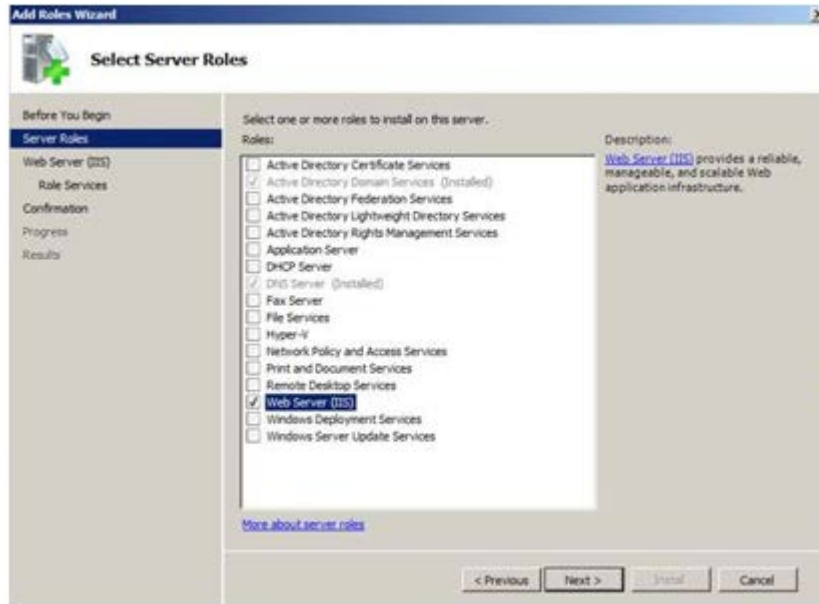 Add Roles Wizard
Select Server Roles
Before You Begin
Server Roles
Web Server (IIS)
Role Services
Confirmation
Progress
Results
Select one or more roles to install on this server.
Roles:
Active Directory Certificate Services
Active Directory Domain Services (Installed)
Active Directory Federation Services
Active Directory Lightweight Directory Services
Active Directory Rights Management Services
Application Server
DHCP Server
DNS Server (Installed)
Fax Server
File Services
Hyper-V
Network Policy and Access Services
Print and Document Services
Remote Desktop Services
Web Server (IIS)
Windows Deployment Services
Windows Server Update Services
More about server roles
Description:
Web Server (IIS) provides a reliable,
manageable, and scalable Web
application infrastructure.
< Previous
Next >
Install
Cancel